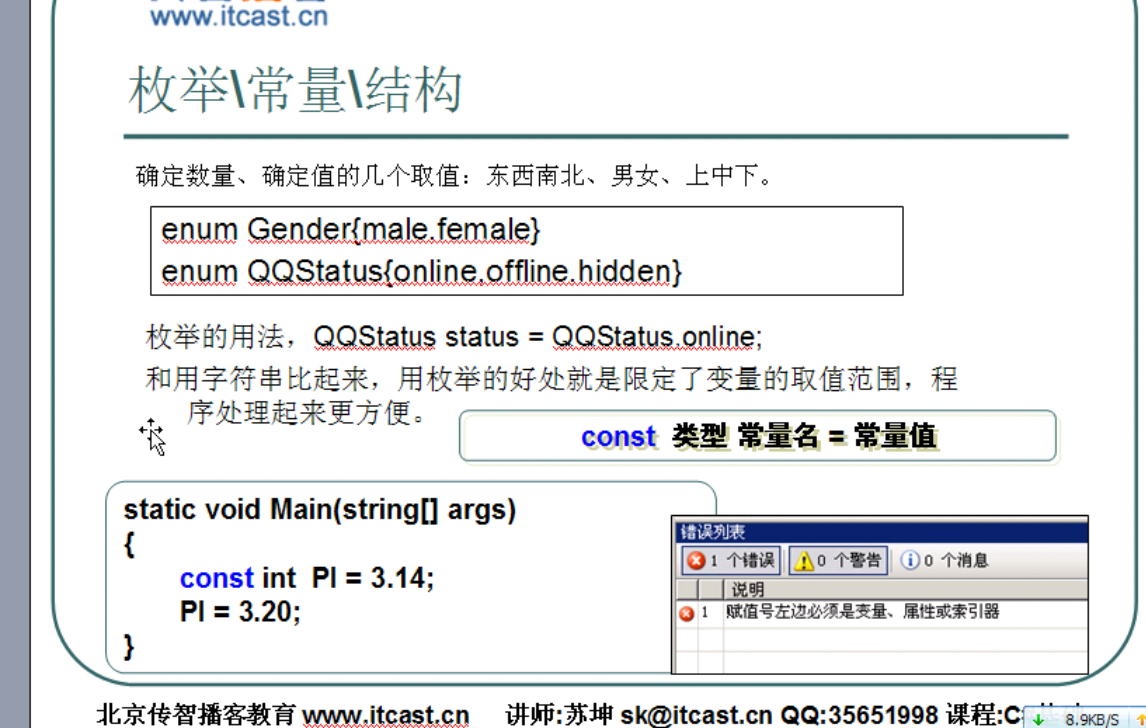 www.itcast.cn
枚举\常量\结构
确定数量、确定值的几个取值：东西南北、男女、上中下。
enum Gender{male,female}
enum QQStatus{online,offline,hidden}
枚举的用法，QQStatus status = QQStatus.online;
和用字符串比起来，用枚举的好处就是限定了变量的取值范围，程
序处理起来更方便。
const 类型 常量名 = 常量值
static void Main(string[] args)
{
const int PI = 3.14;
PI = 3.20;
}
错误列表
1 个错误 0 个警告 0 个消息
说明
1 赋值号左边必须是变量、属性或索引器
北京传智播客教育 www.itcast.cn 讲师:苏坤 sk@itcast.cn QQ:35651998 课程:C
8.9KB/S